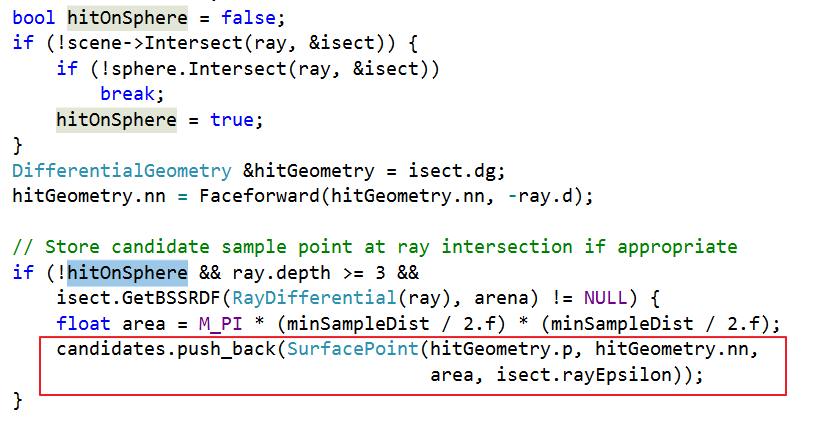 bool hitOnSphere = false;
if (!scene->Intersect(ray, &isect)) {
    if (!sphere.Intersect(ray, &isect))
        break;
    hitOnSphere = true;
}
DifferentialGeometry &hitGeometry = isect.dg;
hitGeometry.nn = Faceforward(hitGeometry.nn, -ray.d);

// Store candidate sample point at ray intersection if appropriate
if (!hitOnSphere && ray.depth >= 3 &&
    isect.GetBSSRDF(RayDifferential(ray), arena) != NULL) {
    float area = M_PI * (minSampleDist / 2.f) * (minSampleDist / 2.f);
    candidates.push_back(SurfacePoint(hitGeometry.p, hitGeometry.nn,
                                      area, isect.rayEpsilon));
}